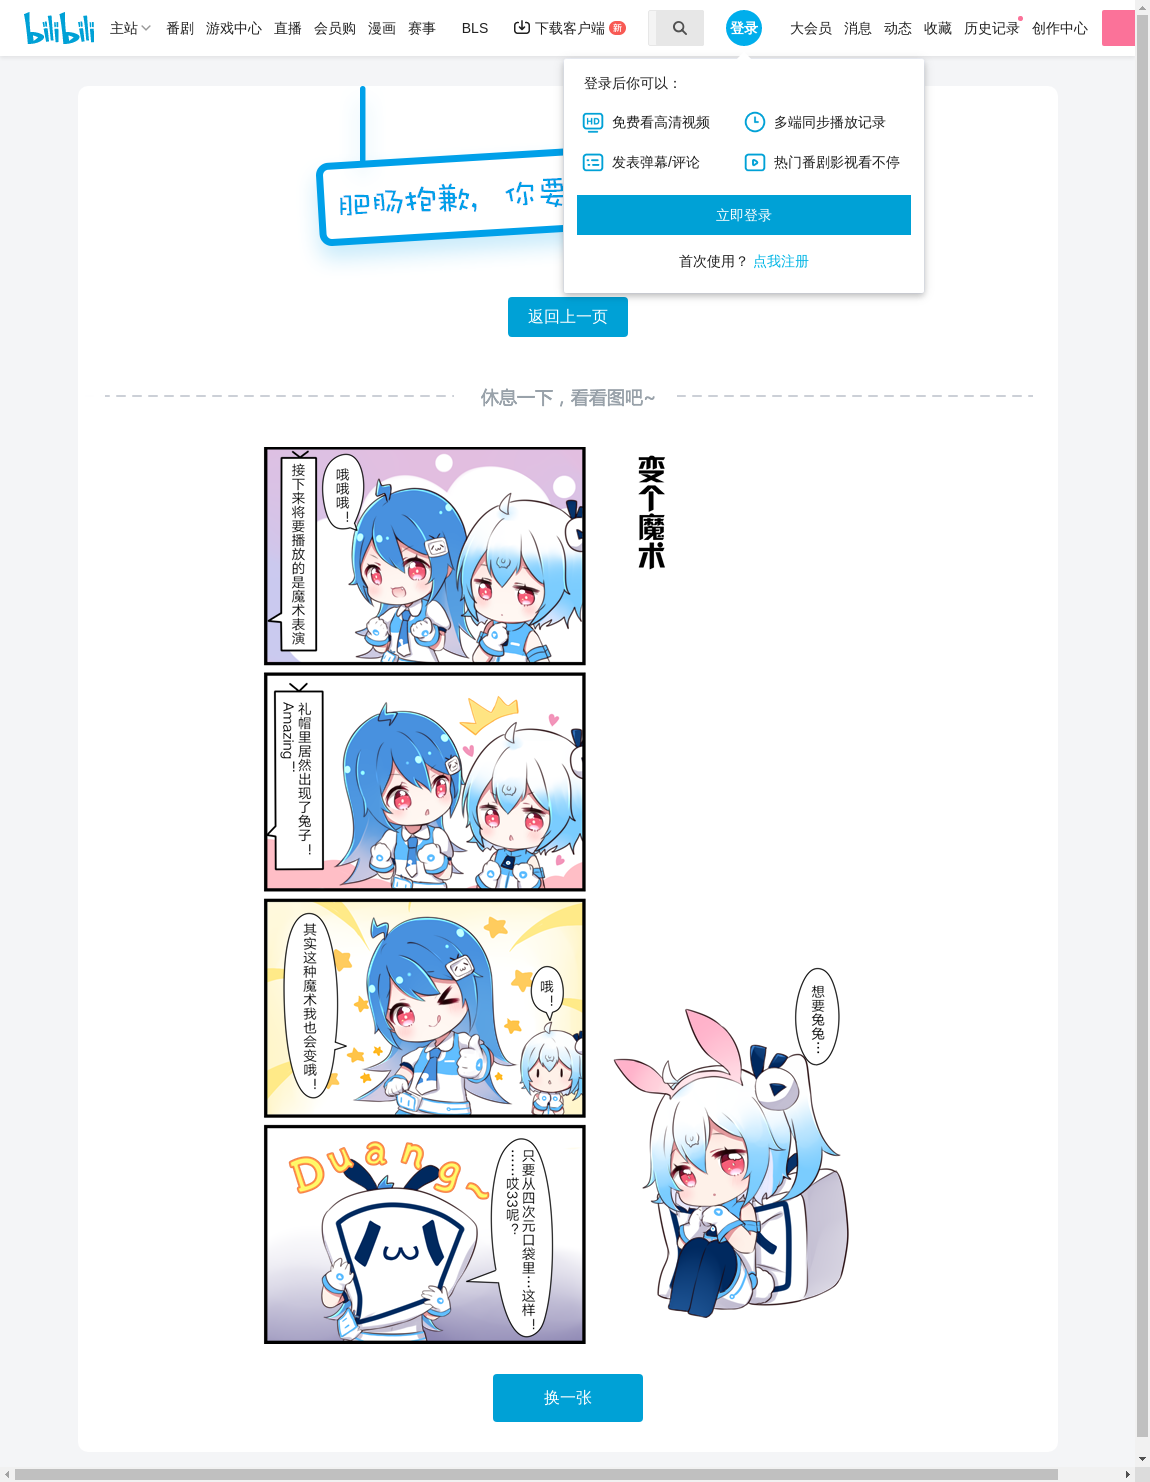 bilibili
主站 番剧 游戏中心 直播 会员购 漫画 赛事 BLS 下载客户端 新 登录 大会员 消息 动态 收藏 历史记录 创作中心
登录后你可以：
HD 免费看高清视频 多端同步播放记录
发表弹幕/评论 热门番剧影视看不停
立即登录
首次使用？ 点我注册
肥肠抱歉，你要
返回上一页
休息一下，看看图吧~
变个魔术
接下来将要播放的是魔术表演
哦哦哦！
礼帽里居然出现了兔子！
Amazing！
其实这种魔术我也会变哦！
哦！
Duang~
只要从四次元口袋里…这样！
……哎33呢？
想要兔兔…
换一张